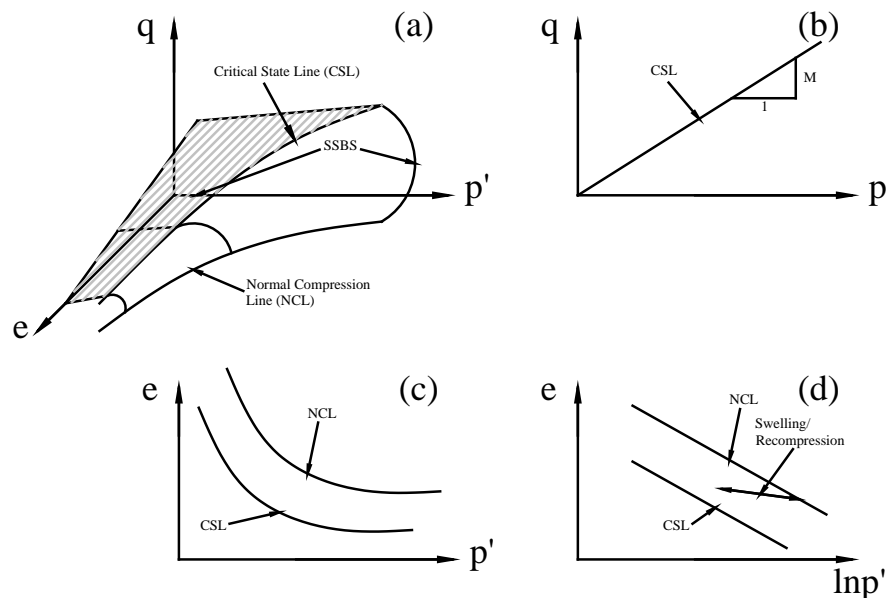 q
(a)
Critical State Line (CSL)
SSBS
p'
Normal Compression
Line (NCL)
e
q
(b)
CSL
M
1
p
e
(c)
NCL
CSL
p'
e
(d)
NCL
Swelling/
Recompression
CSL
lnp'